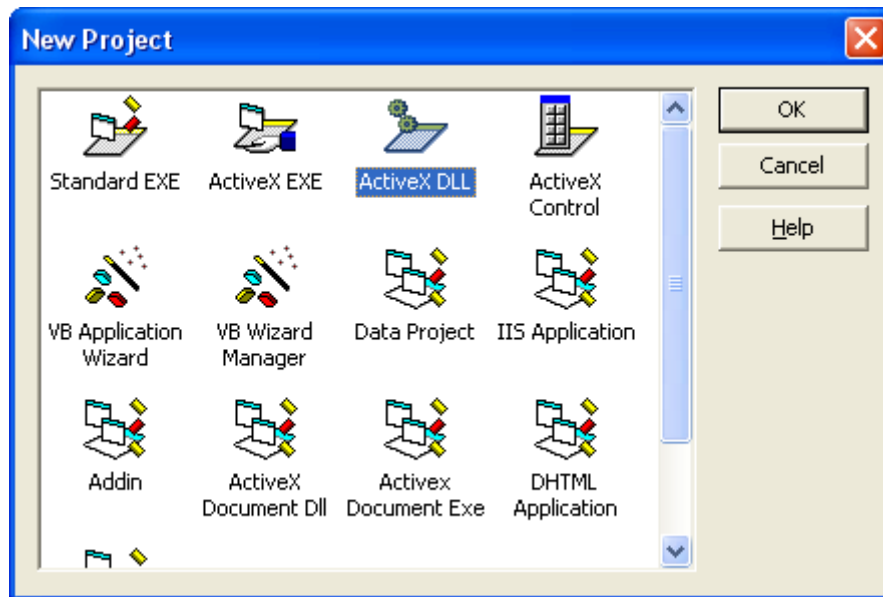 New Project
Standard EXE
ActiveX EXE
ActiveX DLL
ActiveX
Control
VB Application
Wizard
VB Wizard
Manager
Data Project
IIS Application
Addin
ActiveX
Document Dll
Activex
Document Exe
DHTML
Application
OK
Cancel
Help